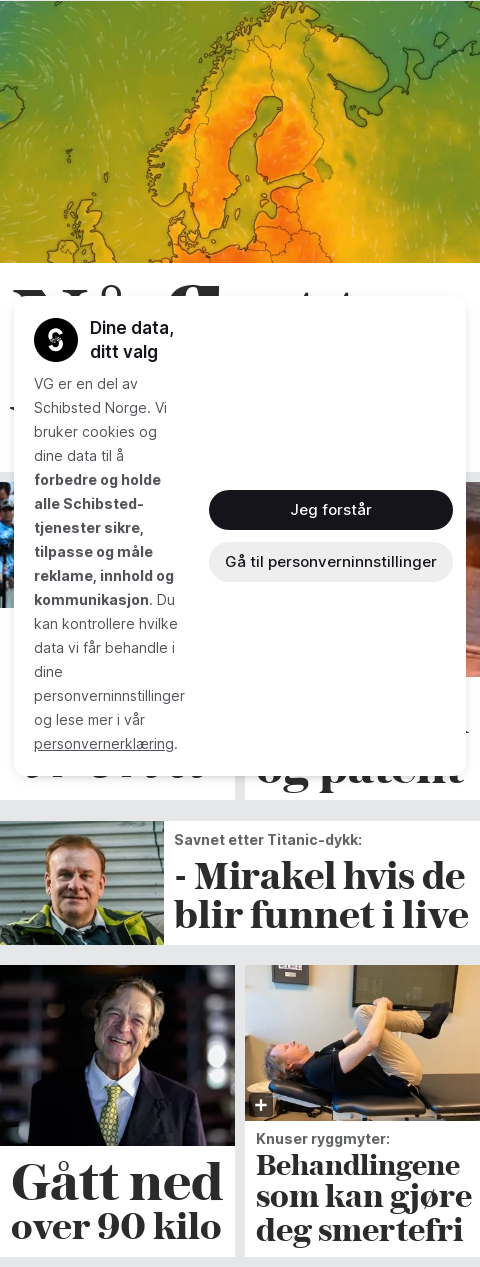 Dine data,
ditt valg
VG er en del av
Schibsted Norge. Vi
bruker cookies og
dine data til å
forbedre og holde
alle Schibsted-
tjenester sikre,
tilpasse og måle
reklame, innhold og
kommunikasjon. Du
kan kontrollere hvilke
data vi får behandle i
dine
personverninnstillinger
og lese mer i vår
personvernerklæring.
Jeg forstår
Gå til personverninnstillinger
og patent
Savnet etter Titanic-dykk:
- Mirakel hvis de
blir funnet i live
Gått ned
over 90 kilo
Knuser ryggmyter:
Behandlingene
som kan gjøre
deg smertefri